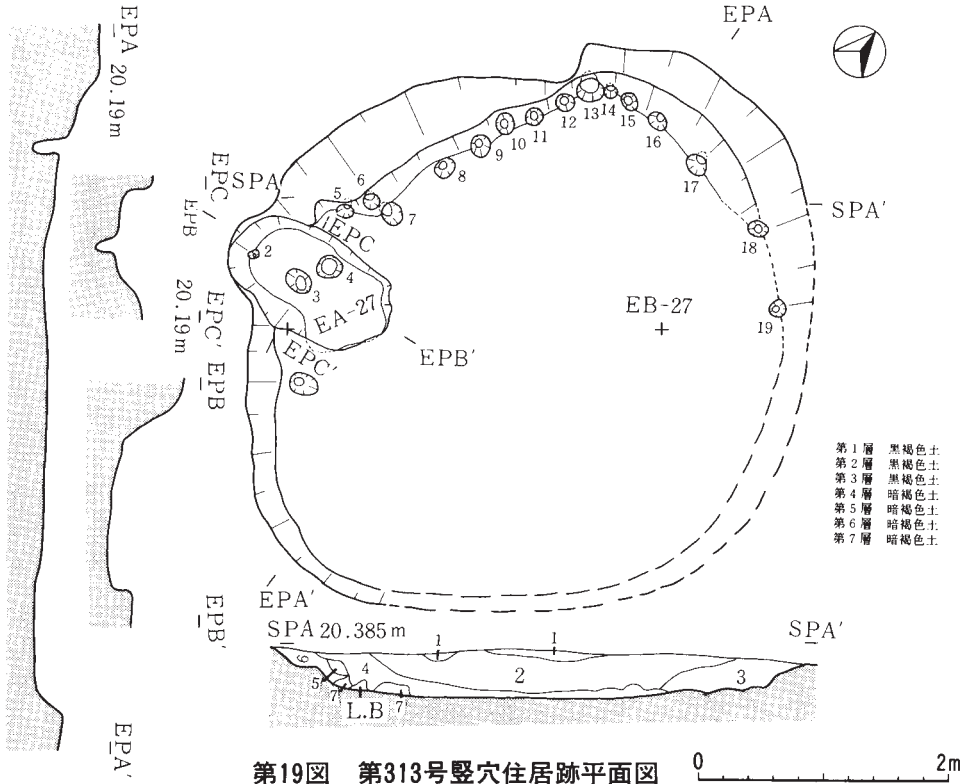 EPA
EPA
20.19m
EPC
SPA
EPB
EPC
EPC'
20.19m
EPB
EPC'
EPB'
EA-27
EB-27
SPA'
2
3
4
5
6
7
8
9
10
11
12
13
14
15
16
17
18
19
第1層 黒褐色土
第2層 黒褐色土
第3層 黒褐色土
第4層 暗褐色土
第5層 暗褐色土
第6層 暗褐色土
第7層 暗褐色土
EPB'
EPA'
EPA'
SPA 20.385m
SPA'
1
1
2
3
4
5
6
7
7
L.B
第19図 第313号竪穴住居跡平面図
0 2m